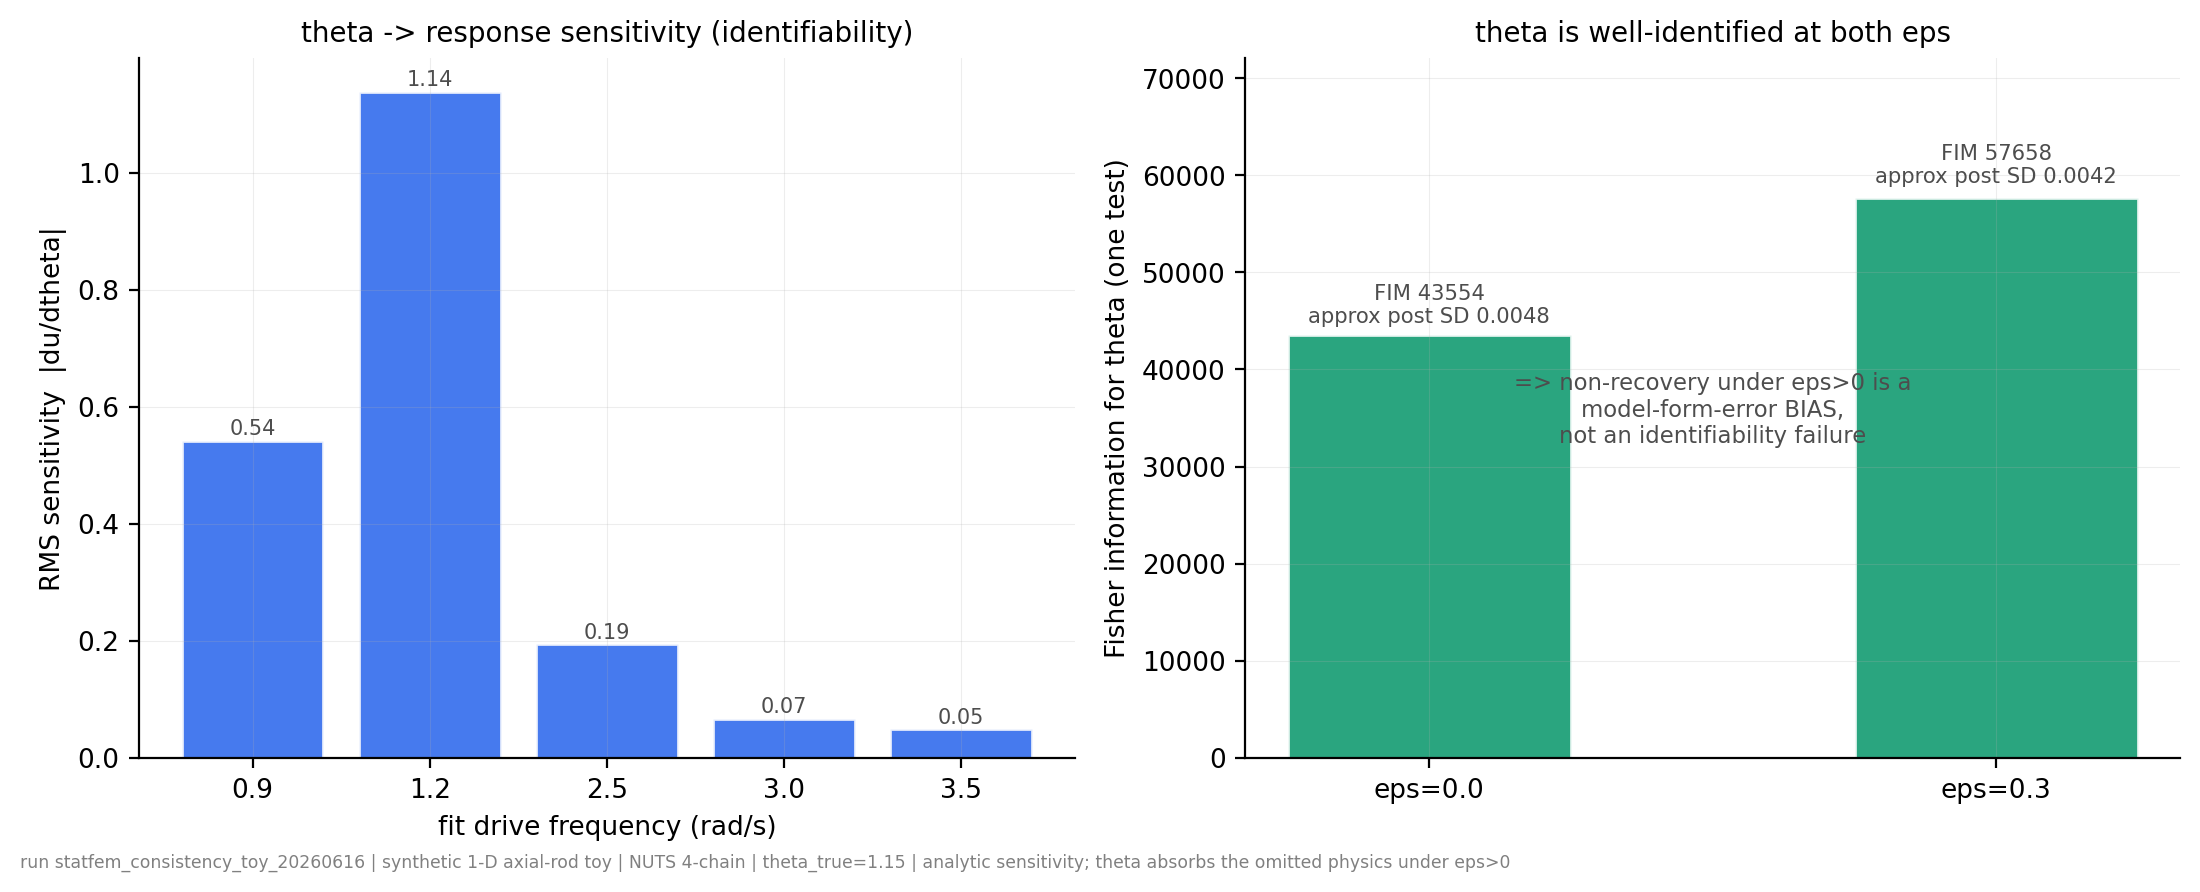 theta -> response sensitivity (identifiability)
RMS sensitivity |du/dtheta|
1.0
0.8
0.6
0.4
0.2
0.0
0.54
1.14
0.19
0.07
0.05
0.9
1.2
2.5
3.0
3.5
fit drive frequency (rad/s)
theta is well-identified at both eps
Fisher information for theta (one test)
70000
60000
50000
40000
30000
20000
10000
0
FIM 43554
approx post SD 0.0048
FIM 57658
approx post SD 0.0042
=> non-recovery under eps>0 is a
model-form-error BIAS,
not an identifiability failure
eps=0.0
eps=0.3
run statfem_consistency_toy_20260616 | synthetic 1-D axial-rod toy | NUTS 4-chain | theta_true=1.15 | analytic sensitivity; theta absorbs the omitted physics under eps>0